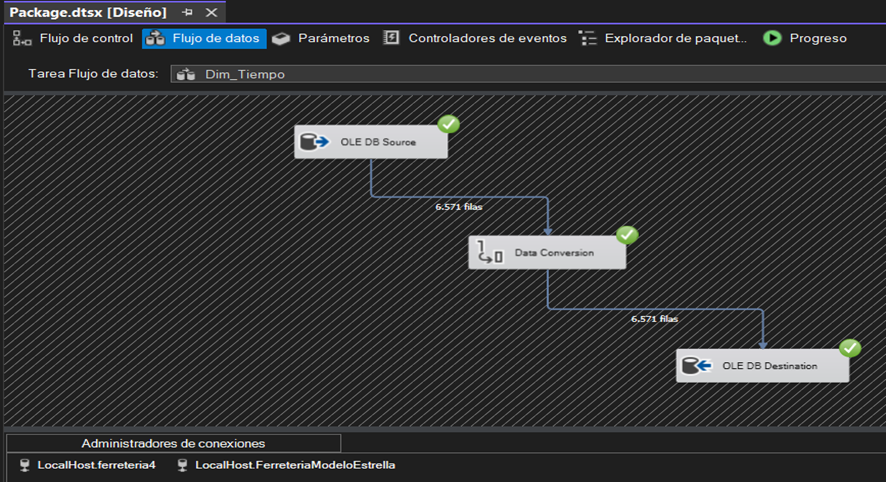 Package.dtsx [Diseño]
Flujo de control Flujo de datos Parámetros Controladores de eventos Explorador de paquet... Progreso
Tarea Flujo de datos: Dim_Tiempo
OLE DB Source
6.571 filas
Data Conversion
6.571 filas
OLE DB Destination
Administradores de conexiones
LocalHost.ferreteria4 LocalHost.FerreteriaModeloEstrella